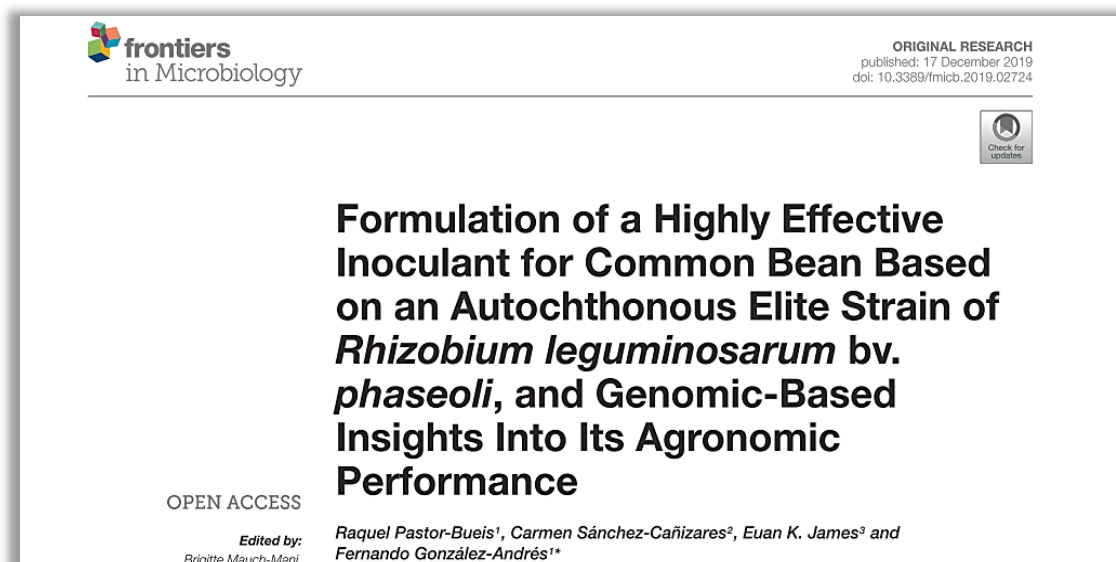 frontiers
in Microbiology
ORIGINAL RESEARCH
published: 17 December 2019
doi: 10.3389/fmicb.2019.02724
Check for
updates
Formulation of a Highly Effective
Inoculant for Common Bean Based
on an Autochthonous Elite Strain of
Rhizobium leguminosarum bv.
phaseoli, and Genomic-Based
Insights Into Its Agronomic
Performance
OPEN ACCESS
Edited by:
Brigitte Mauch-Mani,
Raquel Pastor-Bueis¹, Carmen Sánchez-Cañizares², Euan K. James³ and
Fernando González-Andrés¹*